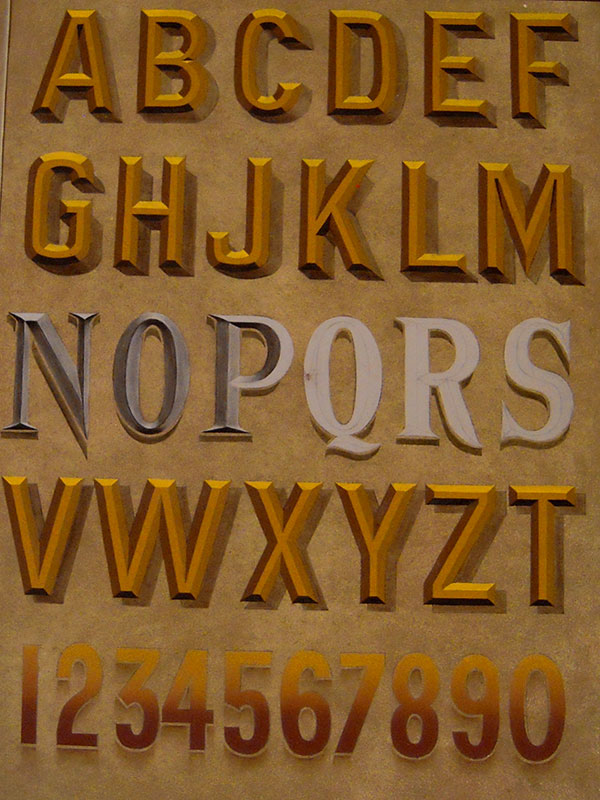 ABCDEF
GHJKLM
NOPQRS
VWXYZT
1234567890